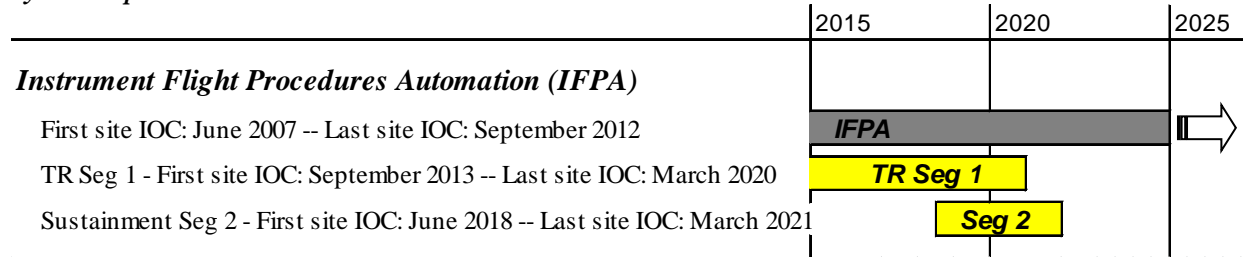 2015 2020 2025
Instrument Flight Procedures Automation (IFPA)
First site IOC: June 2007 -- Last site IOC: September 2012 IFPA
TR Seg 1 - First site IOC: September 2013 -- Last site IOC: March 2020 TR Seg 1
Sustainment Seg 2 - First site IOC: June 2018 -- Last site IOC: March 2021 Seg 2